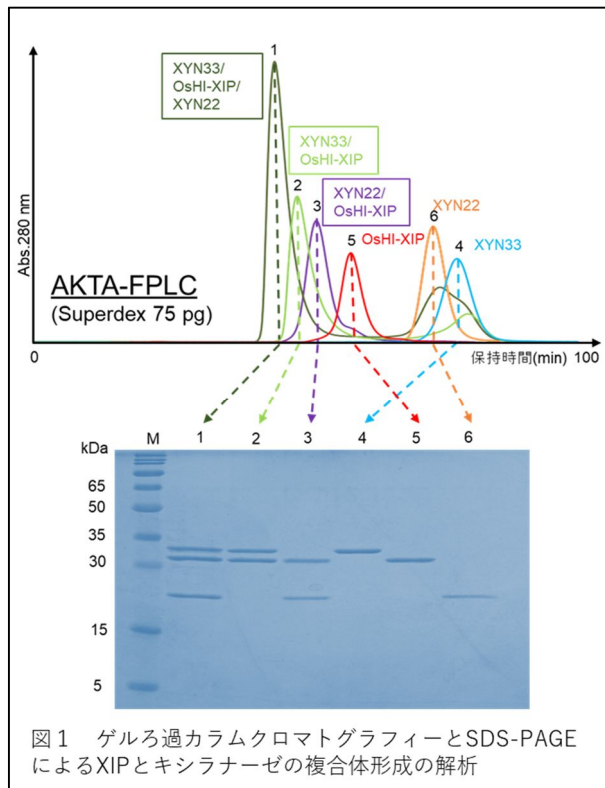 1
XYN33/
OsHI-XIP/
XYN22
XYN33/
OsHI-XIP
2
XYN22/
OsHI-XIP
3
5
OsHI-XIP
6
XYN22
4
XYN33
Abs.280 nm
AKTA-FPLC
(Superdex 75 pg)
0
保持時間(min)
100
kDa
M
1
2
3
4
5
6
65
50
35
30
15
5
図1 ゲルろ過カラムクロマトグラフィーとSDS-PAGE
によるXIPとキシラナーゼの複合体形成の解析